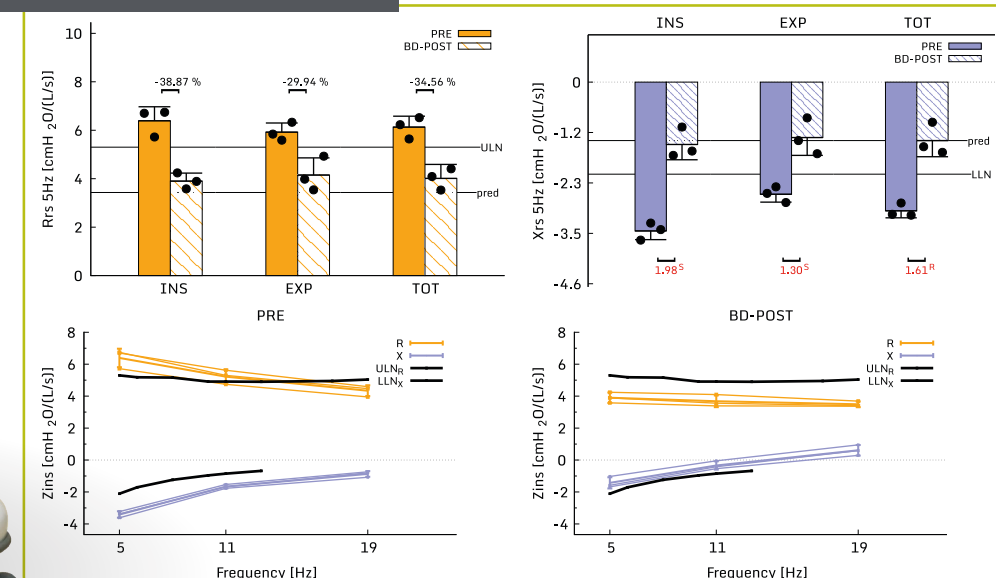 INS EXP TOT
10
8
6
4
2
0
Rrs 5Hz [cmH 2O/(L/s)]
PRE
BD-POST
-38.87 %
-29.94 %
-34.56 %
ULN
pred
INS EXP TOT
0
-1.2
-2.3
-3.5
-4.6
Xrs 5Hz [cmH 2O/(L/s)]
PRE
BD-POST
pred
LLN
1.98 S
1.30 S
1.61 R
PRE
8
6
4
2
0
-2
-4
Zins [cmH 2O/(L/s)]
R
X
ULN R
LLN X
5 11 19
Frequency [Hz]
BD-POST
8
6
4
2
0
-2
-4
Zins [cmH 2O/(L/s)]
R
X
ULN R
LLN X
5 11 19
Frequency [Hz]